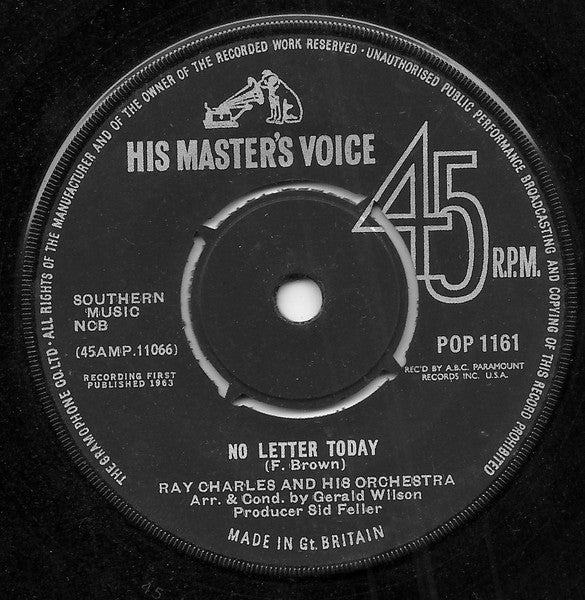 THE GRAMOPHONE CO. LTD. · ALL RIGHTS OF THE MANUFACTURER AND OF THE OWNER OF THE RECORDED WORK RESERVED · UNAUTHORISED PUBLIC PERFORMANCE BROADCASTING AND COPYING OF THIS RECORD PROHIBITED
HIS MASTER'S VOICE
45
R.P.M.
SOUTHERN
MUSIC
NCB
(45AMP.11066)
RECORDING FIRST
PUBLISHED 1963
POP 1161
REC'D BY A.B.C. PARAMOUNT
RECORDS INC. U.S.A.
NO LETTER TODAY
(F. Brown)
RAY CHARLES AND HIS ORCHESTRA
Arr. & Cond. by Gerald Wilson
Producer Sid Feller
MADE IN Gt. BRITAIN